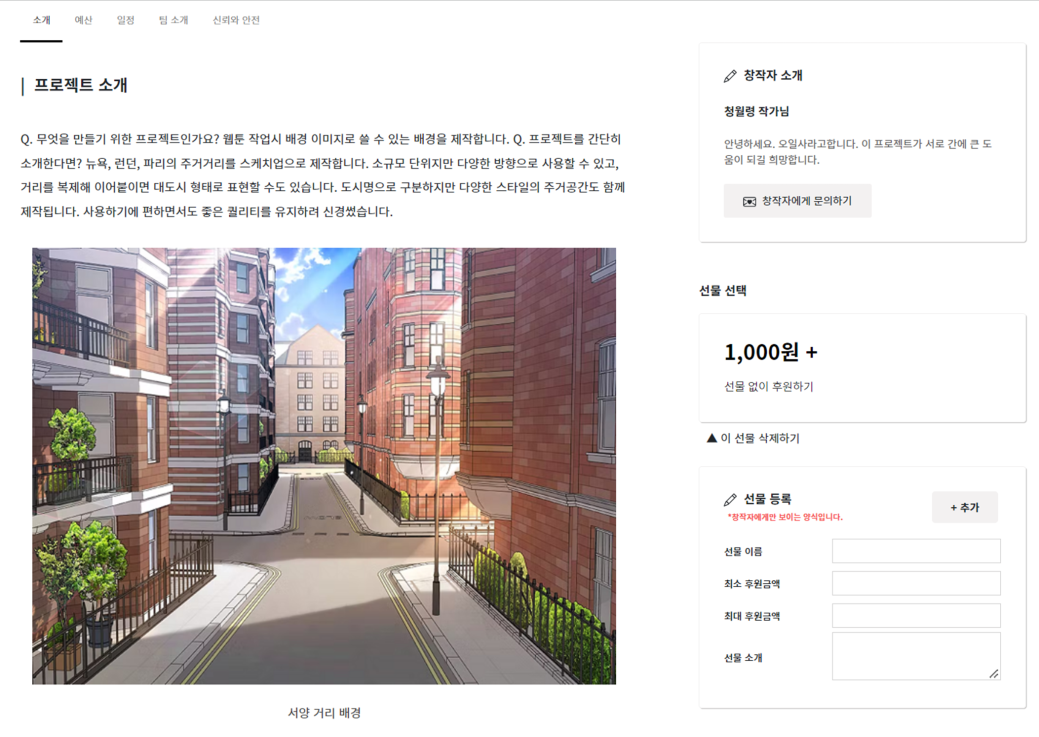 소개 예산 일정 팀 소개 신뢰와 안전
프로젝트 소개
Q. 무엇을 만들기 위한 프로젝트인가요? 웹툰 작업시 배경 이미지로 쓸 수 있는 배경을 제작합니다. Q. 프로젝트를 간단히
소개한다면? 뉴욕, 런던, 파리의 주거거리를 스케치업으로 제작합니다. 소규모 단위지만 다양한 방향으로 사용할 수 있고,
거리를 복제해 이어붙이면 대도시 형태로 표현할 수도 있습니다. 도시명으로 구분하지만 다양한 스타일의 주거공간도 함께
제작됩니다. 사용하기에 편하면서도 좋은 퀄리티를 유지하려 신경썼습니다.
서양 거리 배경
창작자 소개
청월령 작가님
안녕하세요. 오일사라고합니다. 이 프로젝트가 서로 간에 큰 도
움이 되길 희망합니다.
창작자에게 문의하기
선물 선택
1,000원 +
선물 없이 후원하기
▲ 이 선물 삭제하기
선물 등록
*창작자에게만 보이는 양식입니다.
+ 추가
선물 이름
최소 후원금액
최대 후원금액
선물 소개